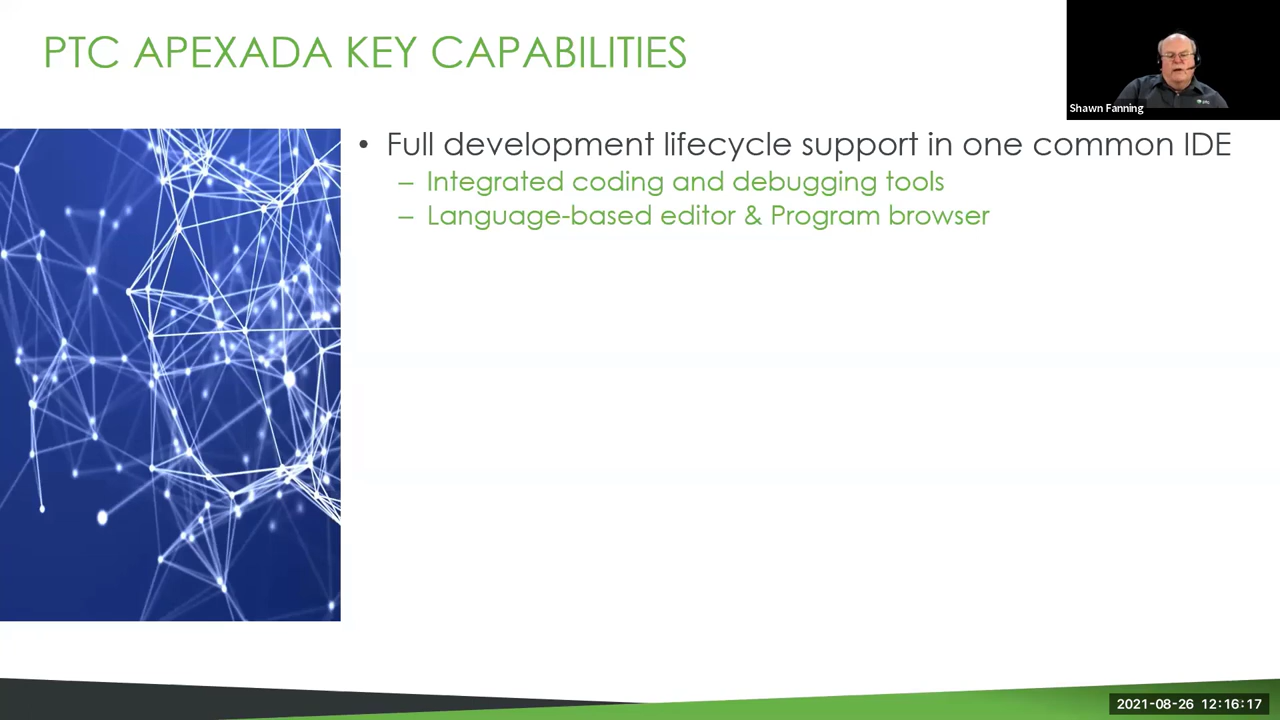 PTC APEXADA KEY CAPABILITIES
Shawn Fanning
• Full development lifecycle support in one common IDE
– Integrated coding and debugging tools
– Language-based editor & Program browser
2021-08-26 12:16:17